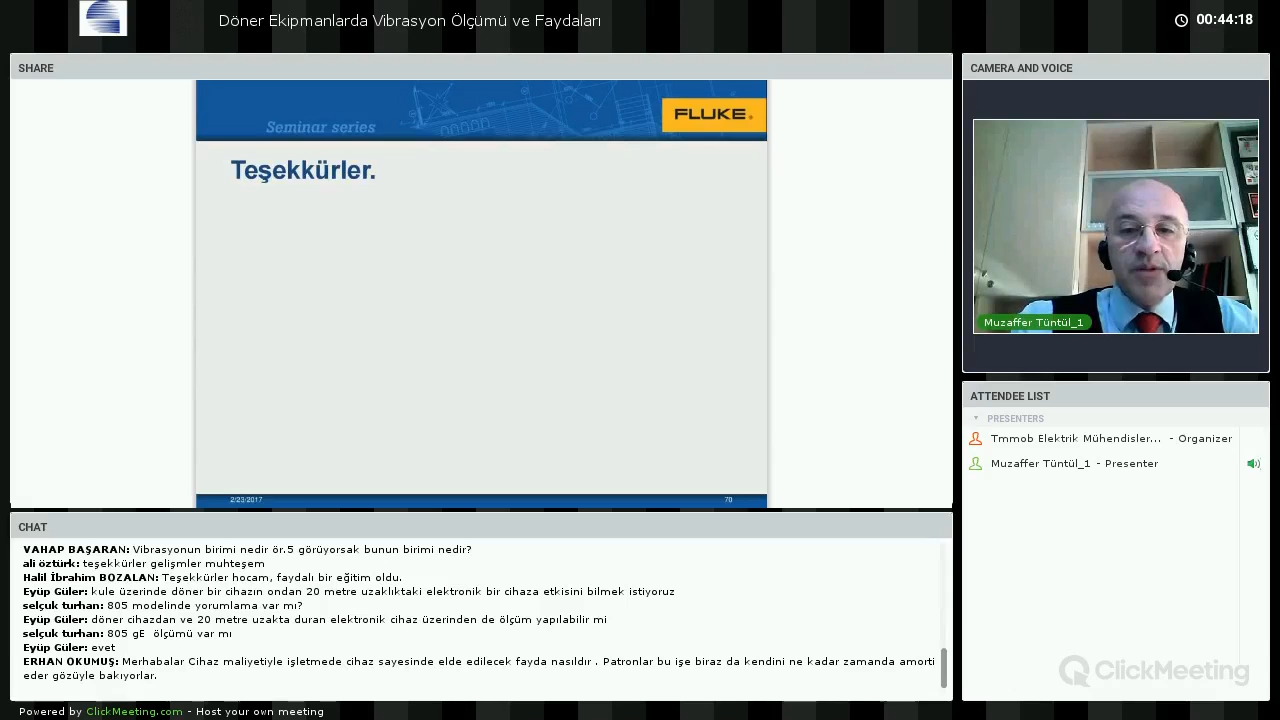 Döner Ekipmanlarda Vibrasyon Ölçümü ve Faydaları
00:44:18
SHARE
Seminar series
FLUKE®
Teşekkürler.
2/23/2017
70
CAMERA AND VOICE
Muzaffer Tüntül_1
ATTENDEE LIST
PRESENTERS
Tmmob Elektrik Mühendisler... - Organizer
Muzaffer Tüntül_1 - Presenter
CHAT
VAHAP BAŞARAN: Vibrasyonun birimi nedir ör.5 görüyorsak bunun birimi nedir?
ali öztürk: teşekkürler gelişmler muhteşem
Halil İbrahim BOZALAN: Teşekkürler hocam, faydalı bir eğitim oldu.
Eyüp Güler: kule üzerinde döner bir cihazın ondan 20 metre uzaklıktaki elektronik bir cihaza etkisini bilmek istiyoruz
selçuk turhan: 805 modelinde yorumlama var mı?
Eyüp Güler: döner cihazdan ve 20 metre uzakta duran elektronik cihaz üzerinden de ölçüm yapılabilir mi
selçuk turhan: 805 gE ölçümü var mı
Eyüp Güler: evet
ERHAN OKUMUŞ: Merhabalar Cihaz maliyetiyle işletmede cihaz sayesinde elde edilecek fayda nasıldır . Patronlar bu işe biraz da kendini ne kadar zamanda amorti
eder gözüyle bakıyorlar.
ClickMeeting
Powered by ClickMeeting.com - Host your own meeting